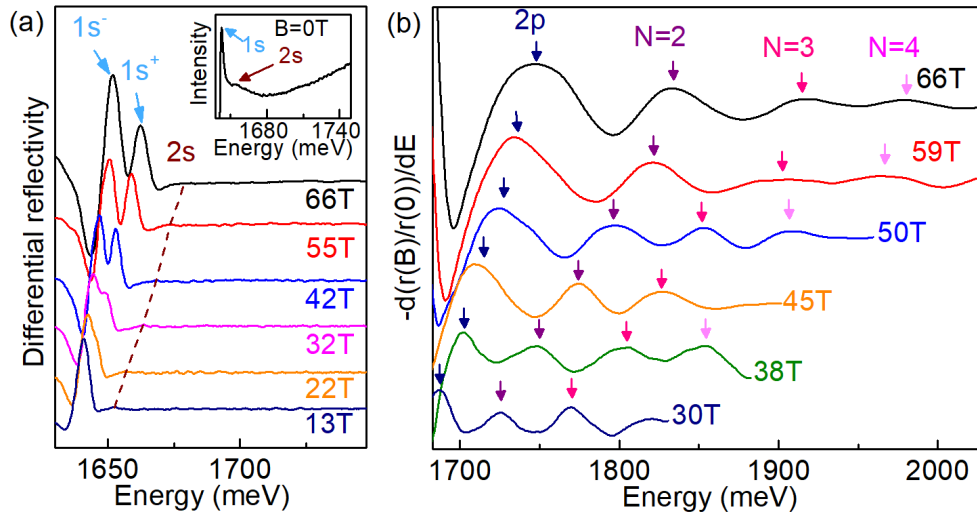 (a)
1s⁻
1s⁺
2s
66T
55T
42T
32T
22T
13T
Differential reflectivity
1650
1700
Energy (meV)
B=0T
1s
2s
Intensity
1680
1740
Energy (meV)
(b)
2p
N=2
N=3
N=4
66T
59T
50T
45T
38T
30T
-d(r(B)/r(0))/dE
1700
1800
1900
2000
Energy (meV)